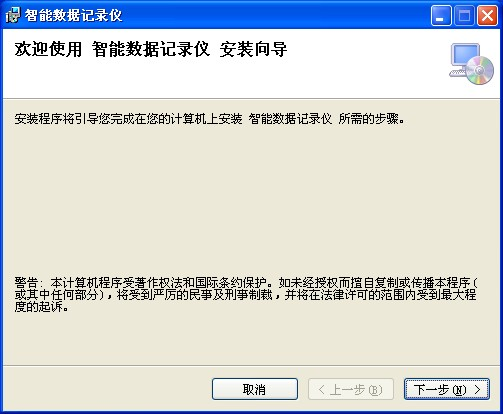 智能数据记录仪
欢迎使用 智能数据记录仪 安装向导
安装程序将引导您完成在您的计算机上安装 智能数据记录仪 所需的步骤。
警告: 本计算机程序受著作权法和国际条约保护。如未经授权而擅自复制或传播本程序(
或其中任何部分)，将受到严厉的民事及刑事制裁，并将在法律许可的范围内受到最大程
度的起诉。
取消
< 上一步(B)
下一步(N) >